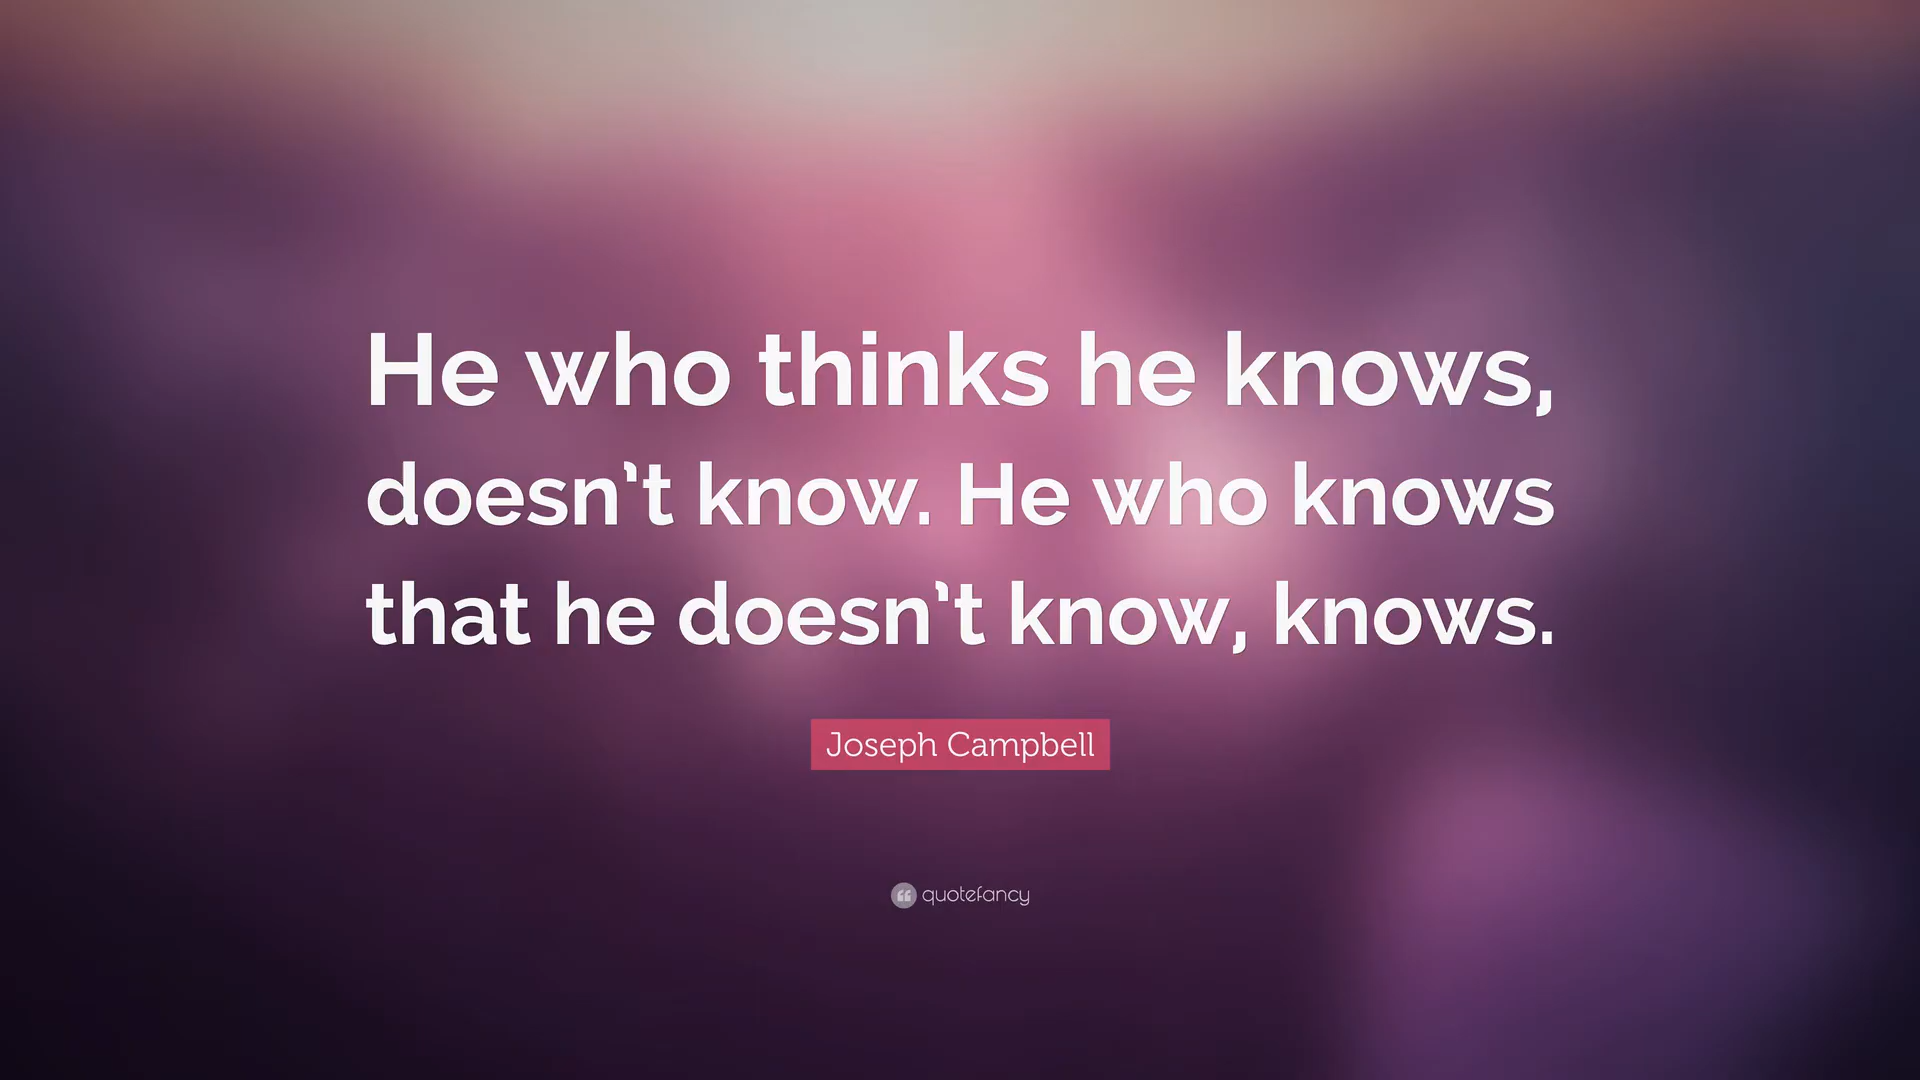 He who thinks he knows,
doesn’t know. He who knows
that he doesn’t know, knows.
Joseph Campbell
quotefancy